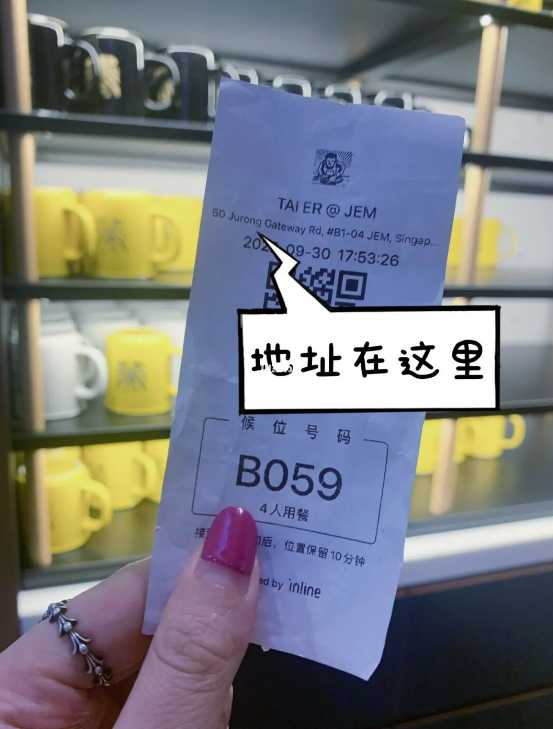 TAI ER @ JEM
50 Jurong Gateway Rd, #B1-04 JEM, Singap...
09-30 17:53:26
地址在这里
候位号码
B059
4人用餐
后，位置保留10分钟
by inline